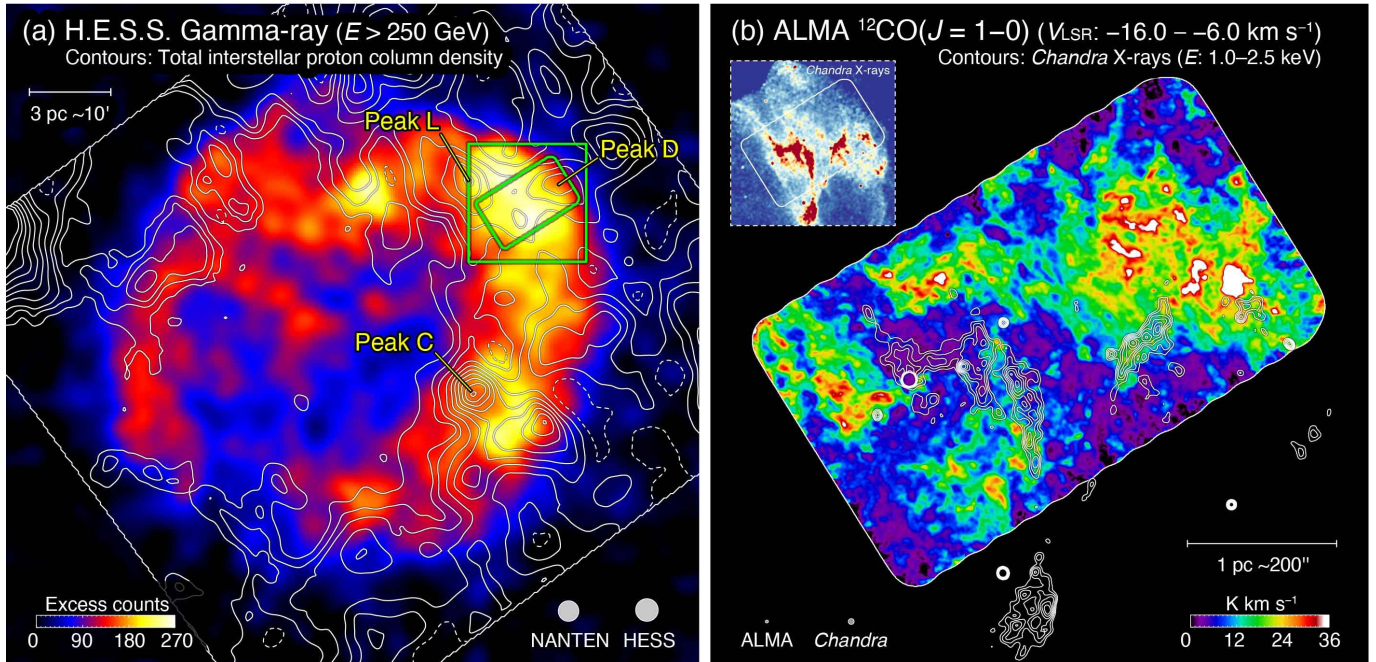 (a) H.E.S.S. Gamma-ray (E > 250 GeV)
Contours: Total interstellar proton column density
3 pc ~10'
Peak L
Peak D
Peak C
Excess counts
0 90 180 270
NANTEN HESS
(b) ALMA ¹²CO(J = 1–0) (VLSR: −16.0 – −6.0 km s⁻¹)
Contours: Chandra X-rays (E: 1.0–2.5 keV)
Chandra X-rays
1 pc ~200"
K km s⁻¹
0 12 24 36
ALMA Chandra